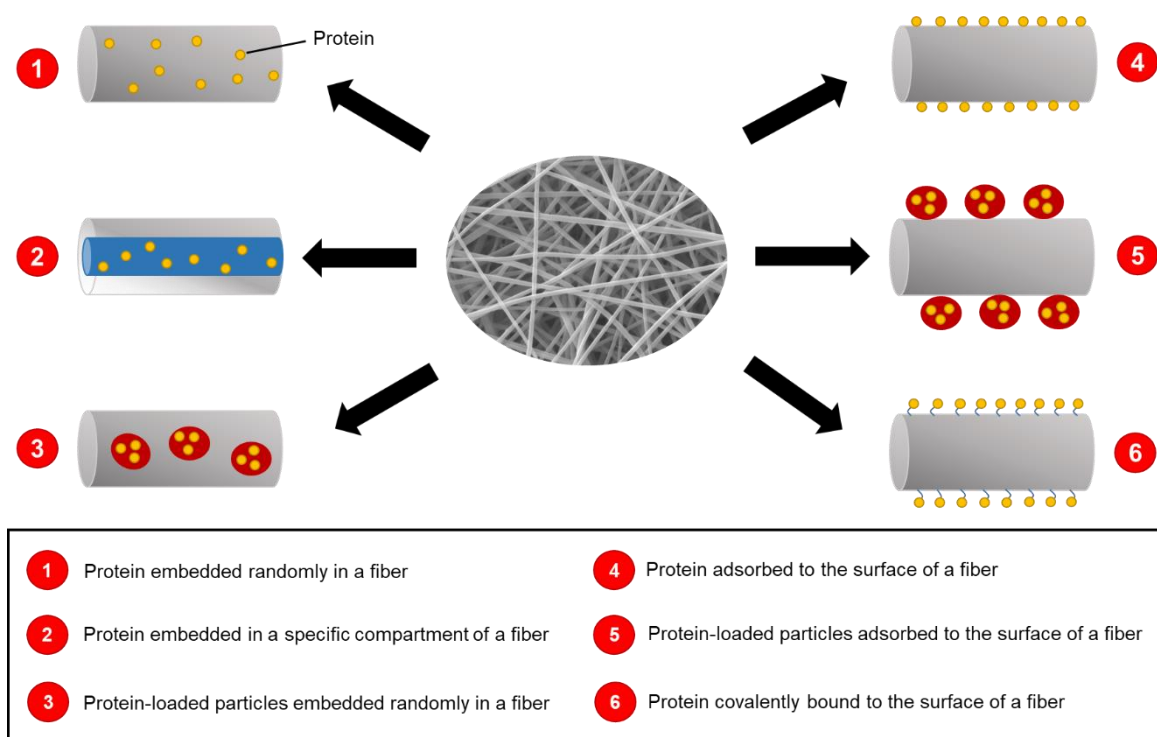 Protein
1
2
3
4
5
6
1 Protein embedded randomly in a fiber
2 Protein embedded in a specific compartment of a fiber
3 Protein-loaded particles embedded randomly in a fiber
4 Protein adsorbed to the surface of a fiber
5 Protein-loaded particles adsorbed to the surface of a fiber
6 Protein covalently bound to the surface of a fiber